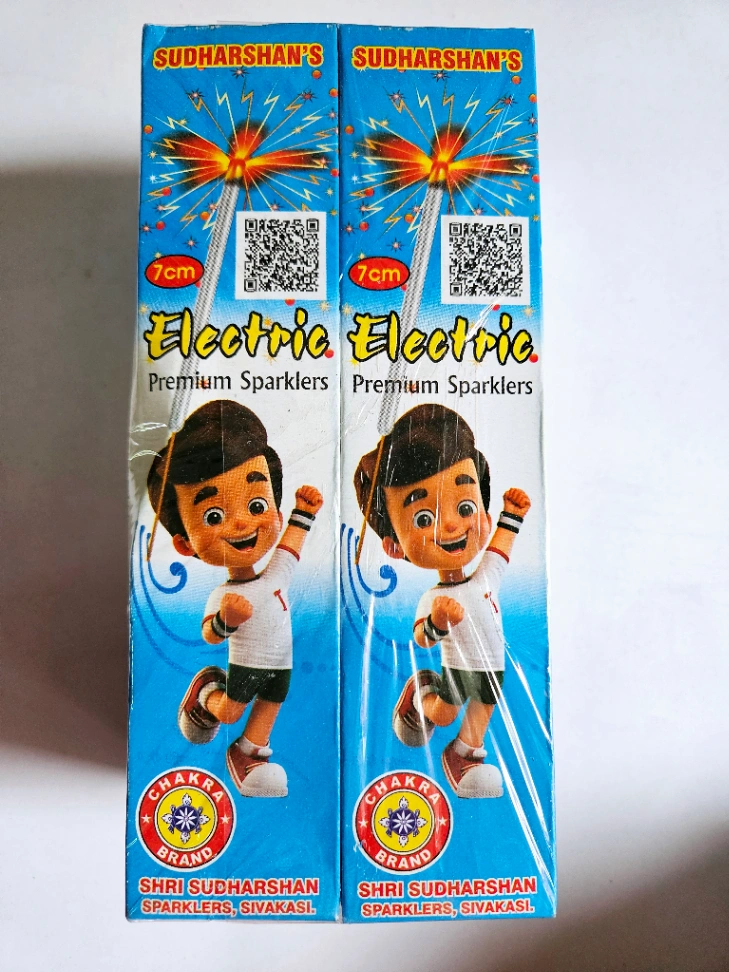 SUDHARSHAN'S
7cm
Electric
Premium Sparklers
T
CHAKRA
BRAND
SHRI SUDHARSHAN
SPARKLERS, SIVAKASI.
SUDHARSHAN'S
7cm
Electric
Premium Sparklers
T
CHAKRA
BRAND
SHRI SUDHARSHAN
SPARKLERS, SIVAKASI.